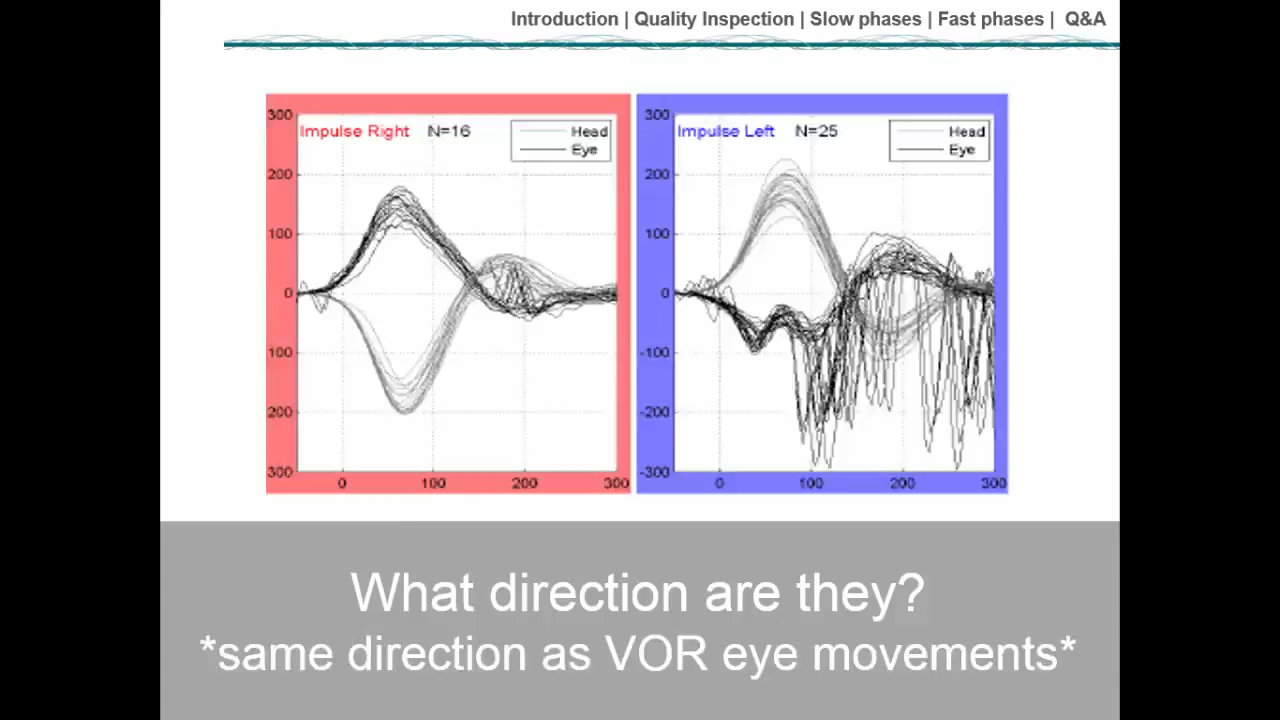 Introduction | Quality Inspection | Slow phases | Fast phases | Q&A
Impulse Right N=16
Head
Eye
300
200
100
0
100
200
300
0 100 200 300
Impulse Left N=25
Head
Eye
300
200
100
0
-100
-200
-300
0 100 200 300
What direction are they?
*same direction as VOR eye movements*